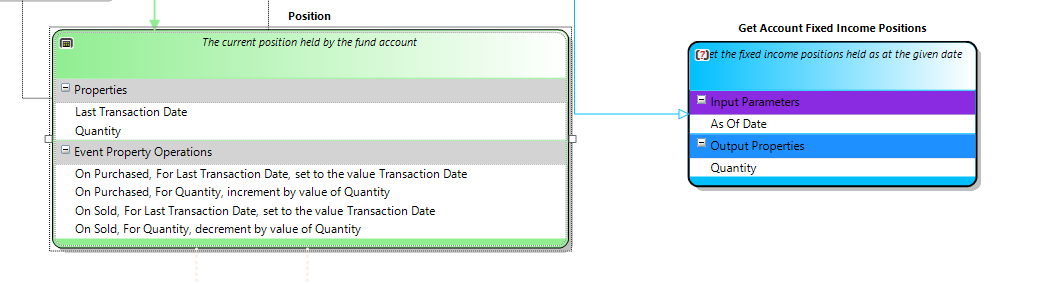 Position
The current position held by the fund account
Properties
Last Transaction Date
Quantity
Event Property Operations
On Purchased, For Last Transaction Date, set to the value Transaction Date
On Purchased, For Quantity, increment by value of Quantity
On Sold, For Last Transaction Date, set to the value Transaction Date
On Sold, For Quantity, decrement by value of Quantity
Get Account Fixed Income Positions
[?]et the fixed income positions held as at the given date
Input Parameters
As Of Date
Output Properties
Quantity